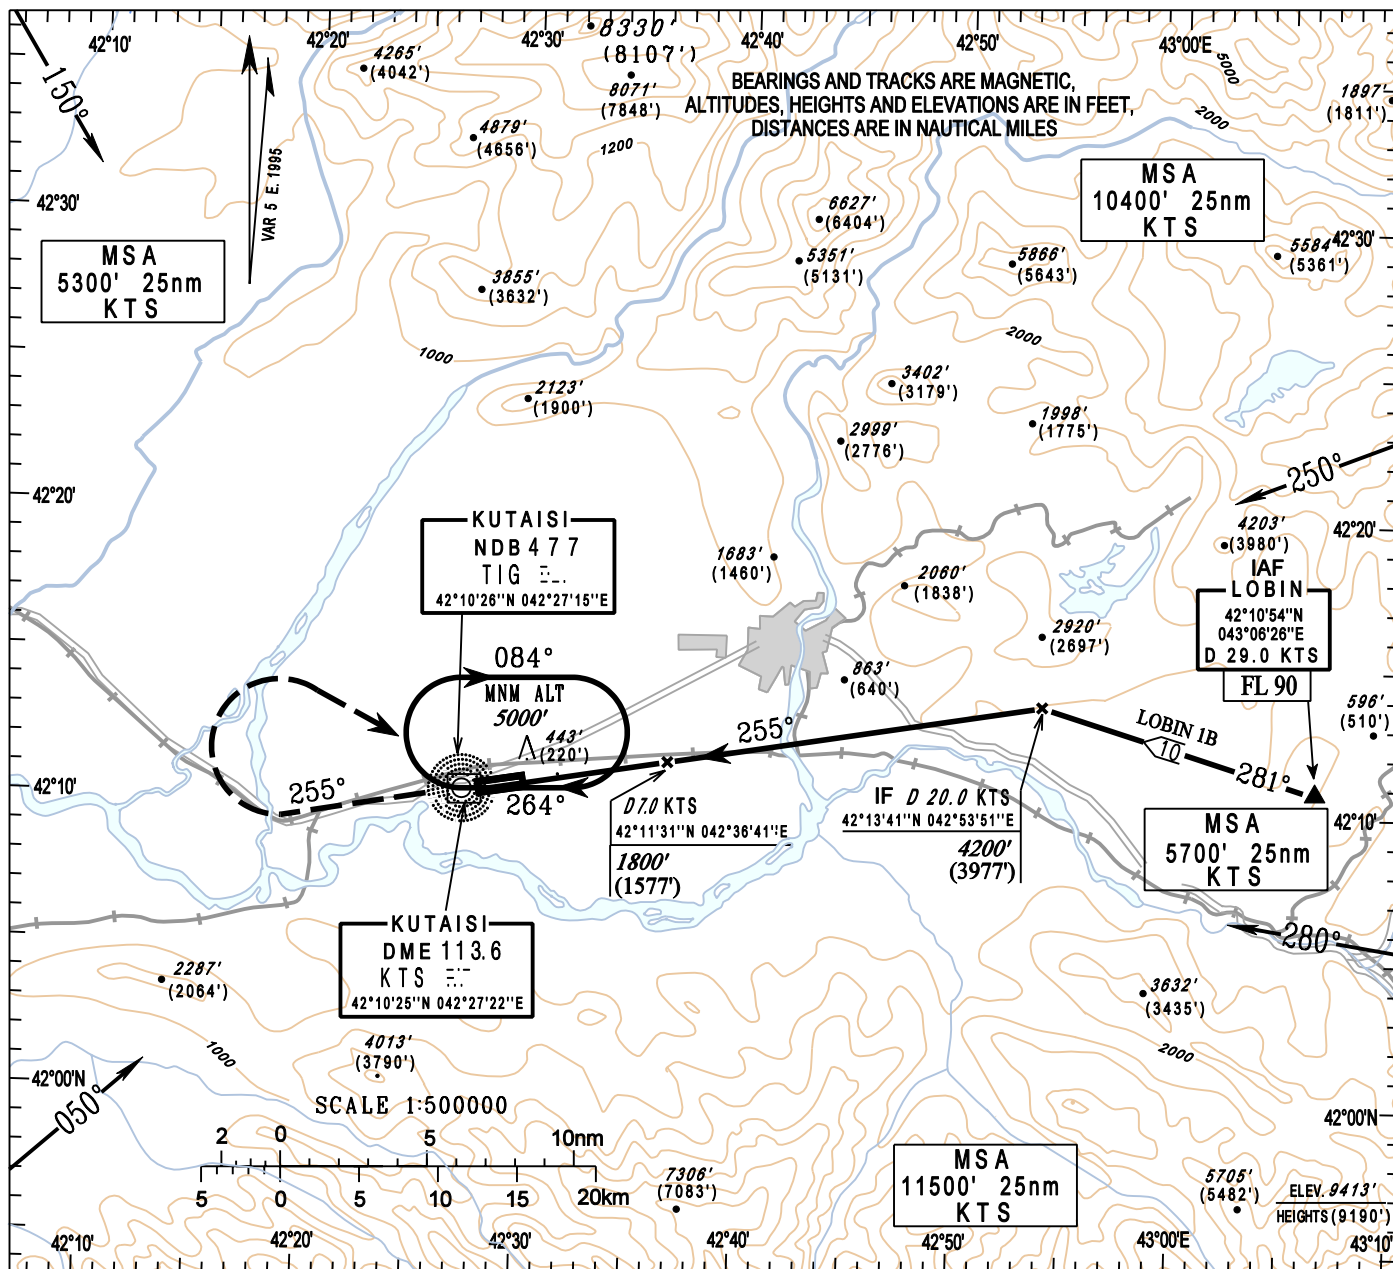 42°10'
42°20'
42°30'
42°40'
42°50'
43°00'E
8330'
(8107')
4265'
(4042')
8071'
(7848')
BEARINGS AND TRACKS ARE MAGNETIC,
ALTITUDES, HEIGHTS AND ELEVATIONS ARE IN FEET,
DISTANCES ARE IN NAUTICAL MILES
5000
1897'
(1811')
150°
4879'
(4656')
1200
2000
VAR 5 E. 1995
MSA
10400' 25nm
KTS
42°30'
6627'
(6404')
42°30'
MSA
5300' 25nm
KTS
5351'
(5131')
5866'
(5643')
5584'
(5361')
3855'
(3632')
2000
1000
2123'
(1900')
3402'
(3179')
2999'
(2776')
1998'
(1775')
250°
42°20'
42°20'
KUTAISI
NDB 477
TIG
42°10'26''N 042°27'15''E
1683'
(1460')
2060'
(1838')
4203'
(3980')
IAF
LOBIN
42°10'54''N
043°06'26''E
D 29.0 KTS
FL 90
2920'
(2697')
863'
(640')
596'
(510')
084°
MNM ALT
5000'
443'
(220')
255°
LOBIN 1B
10
281°
42°10'
255°
264°
D7.0 KTS
42°11'31''N 042°36'41''E
1800'
(1577')
IF D 20.0 KTS
42°13'41''N 042°53'51''E
4200'
(3977')
42°10'
MSA
5700' 25nm
KTS
KUTAISI
DME 113.6
KTS
42°10'25''N 042°27'22''E
280°
2287'
(2064')
3632'
(3435')
1000
4013'
(3790')
2000
42°00'N
050°
42°00'N
SCALE 1:500000
2 0 5 10nm
5 0 5 10 15 20km
7306'
(7083')
MSA
11500' 25nm
KTS
5705'
(5482')
ELEV. 9413'
HEIGHTS (9190')
42°10'
42°20'
42°30'
42°40'
42°50'
43°00'E
43°10'